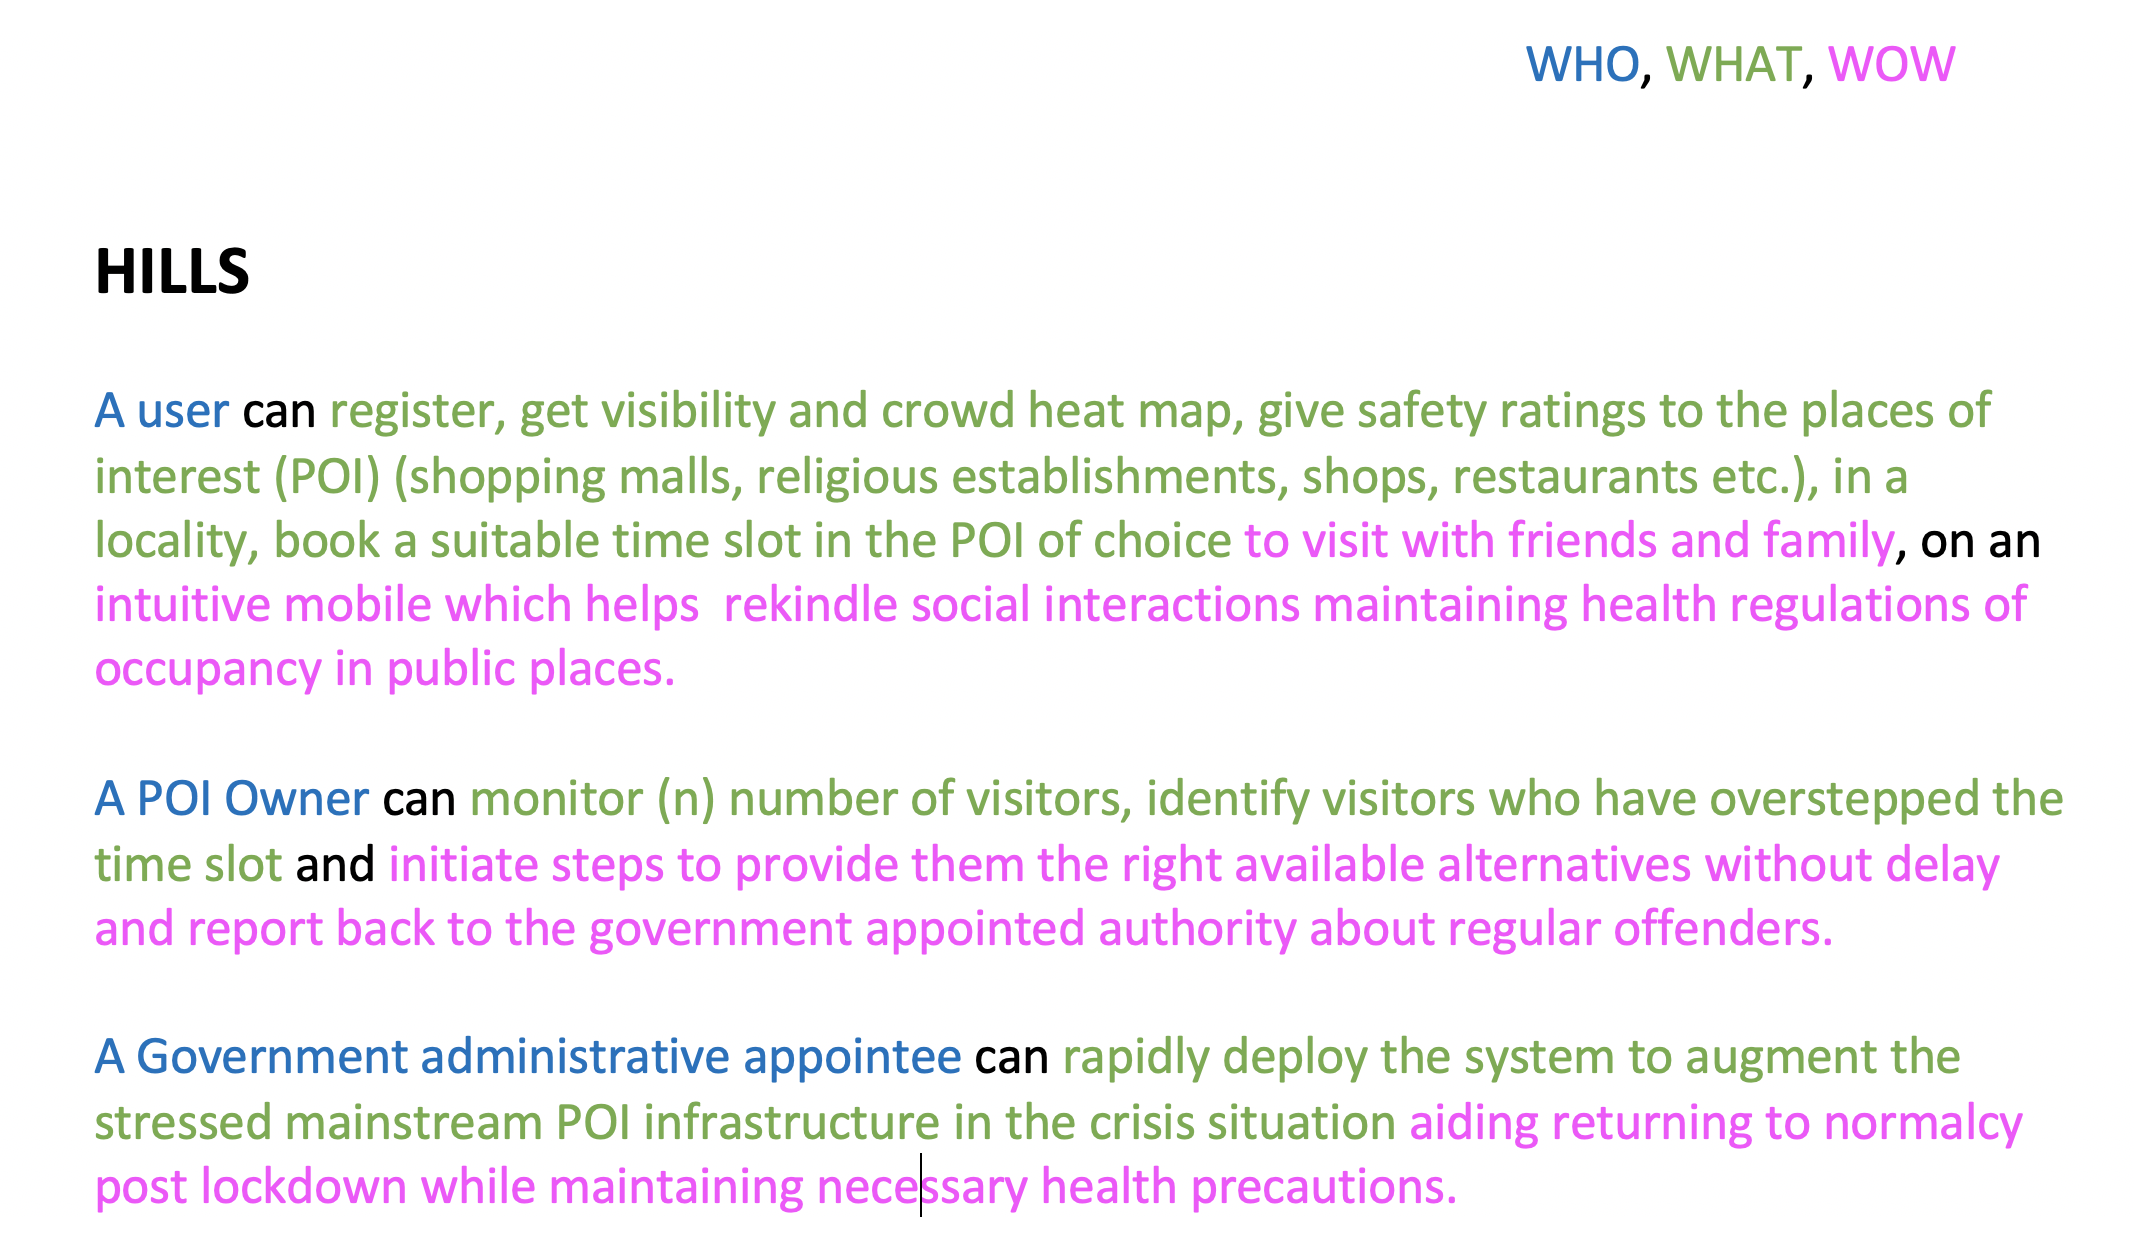 WHO, WHAT, WOW
HILLS
A user can register, get visibility and crowd heat map, give safety ratings to the places of
interest (POI) (shopping malls, religious establishments, shops, restaurants etc.), in a
locality, book a suitable time slot in the POI of choice to visit with friends and family, on an
intuitive mobile which helps  rekindle social interactions maintaining health regulations of
occupancy in public places.
A POI Owner can monitor (n) number of visitors, identify visitors who have overstepped the
time slot and initiate steps to provide them the right available alternatives without delay
and report back to the government appointed authority about regular offenders.
A Government administrative appointee can rapidly deploy the system to augment the
stressed mainstream POI infrastructure in the crisis situation aiding returning to normalcy
post lockdown while maintaining necessary health precautions.